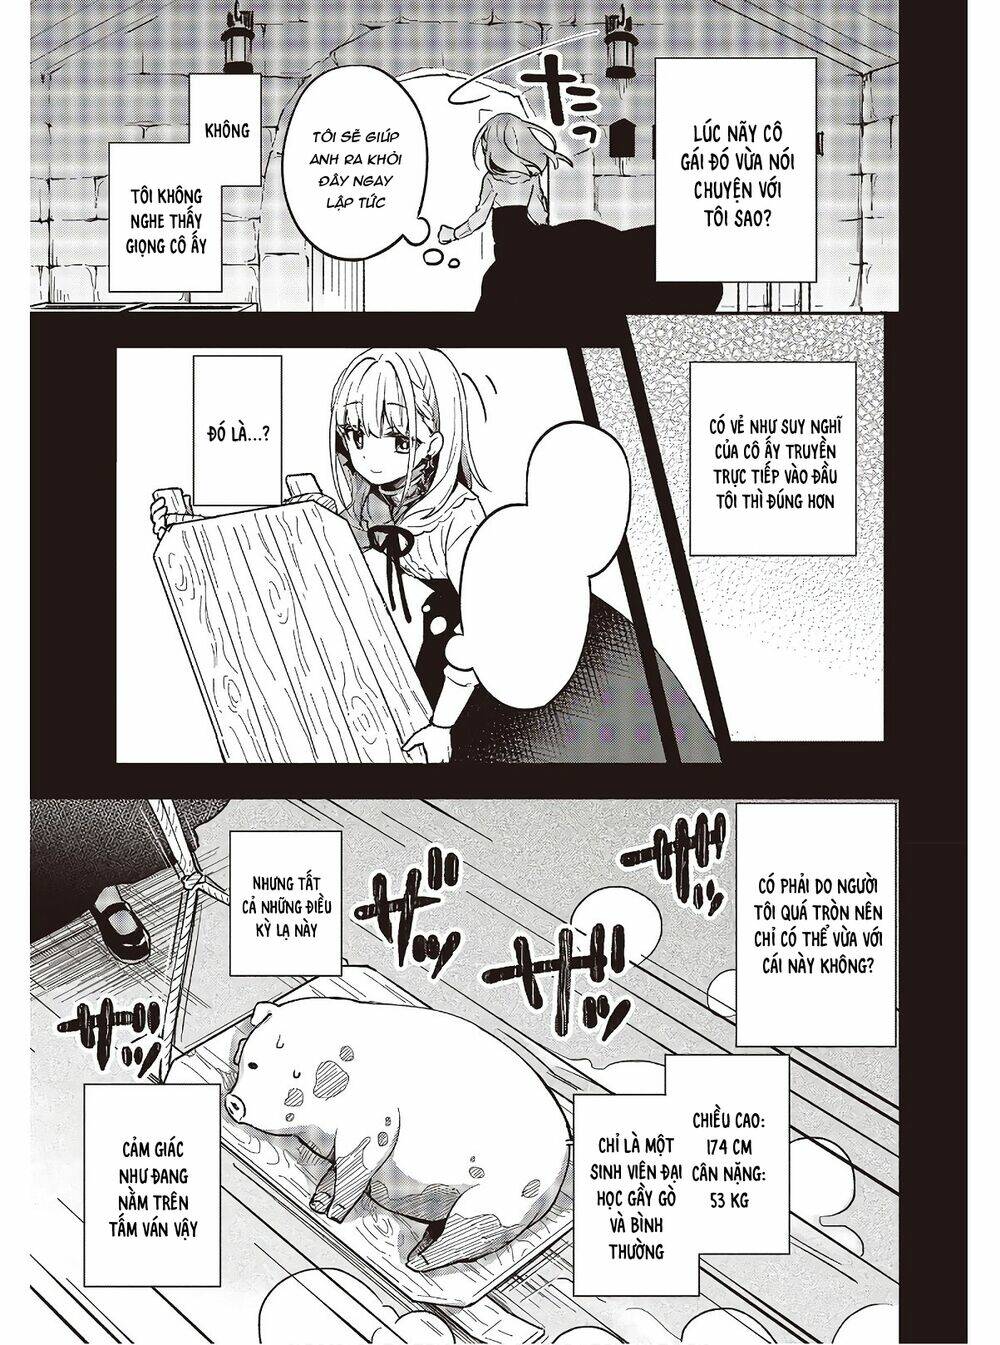 LÚC NÃY CÔ
GÁI ĐÓ VỪA NÓI
CHUYỆN VỚI
TÔI SAO?
たっ
TÔI SẼ GIÚP
ANH RA KHỎI
ĐÂY NGAY
LẬP TỨC
KHÔNG
TÔI KHÔNG
NGHE THẤY
GIỌNG CÔ ẤY
CÓ VẺ NHƯ SUY NGHĨ
CỦA CÔ ẤY TRUYỀN
TRỰC TIẾP VÀO ĐẦU
TÔI THÌ ĐÚNG HƠN
ĐÓ LÀ...?
CÓ PHẢI DO NGƯỜI
TÔI QUÁ TRÒN NÊN
CHỈ CÓ THỂ VỪA VỚI
CÁI NÀY KHÔNG?
NHƯNG TẤT
CẢ NHỮNG ĐIỀU
KỲ LẠ NÀY
CHIỀU CAO:
174 CM
CÂN NẶNG:
53 KG
CHỈ LÀ MỘT
SINH VIÊN ĐẠI
HỌC GẦY GÒ
VÀ BÌNH
THƯỜNG
CẢM GIÁC
NHƯ ĐANG
NẰM TRÊN
TẤM VÁN VẬY